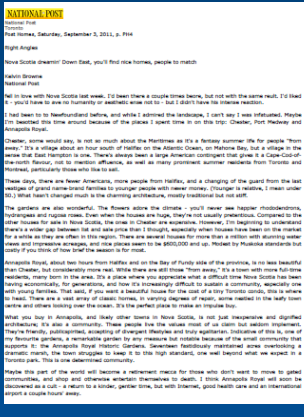 NATIONAL POST
National Post
Toronto
Post Homes, Saturday, September 3, 2011, p. PH4
Right Angles
Nova Scotia dreamin' Down East, you'll find nice homes, people to match
Kelvin Browne
National Post
fell in love with Nova Scotia last week. I'd been there a couple times before, but not with the same result. I'd liked
it - you'd have to ave no humanity or aesthetic ense not to - but I didn't have his intense reaction.
I had been to to Newfoundland before, and while I admired the landscape, I can't say I was infatuated. Maybe
I'm besotted this time around because of the places I spent time in on this trip: Chester, Port Medway and
Annapolis Royal.
Chester, some would say, is not so much about the Maritimes as it's a fantasy summer life for people "from
away." It's a village about an hour south of Halifax on the Atlantic Ocean, on Mahone Bay, but a village in the
sense that East Hampton is one. There's always been a large American contingent that gives it a Cape-Cod-of-
the-north flavour, not to mention affluence, as well as many prominent summer residents from Toronto and
Montreal, particularly those who like to sail.
These days, there are fewer Americans, more people from Halifax, and a changing of the guard from the last
vestiges of grand name-brand families to younger people with newer money. (Younger is relative, I mean under
50.) What hasn't changed much is the charming architecture, mostly traditional but not stiff.
The gardens are also wonderful. The flowers adore the climate - you'll never see happier rhododendrons,
hydrangeas and rugosa roses. Even when the houses are huge, they're not usually pretentious. Compared to the
other houses for sale in Nova Scotia, the ones in Chester are expensive. However, I'm beginning to understand
there's a wider gap between list and sale price than I thought, especially when houses have been on the market
for a while as they are often in this region. There are several houses for more than a million with stunning water
views and impressive acreages, and nice places seem to be $600,000 and up. Modest by Muskoka standards but
costly if you think of how brief the season is for most.
Annapolis Royal, about two hours from Halifax and on the Bay of Fundy side of the province, is no less beautiful
than Chester, but considerably more real. While there are still those "from away," it's a town with more full-time
residents, many born in the area. It's a place where you appreciate what a difficult time Nova Scotia has been
having economically, for generations, and how it's increasingly difficult to sustain a community, especially one
with young families. That said, if you want a beautiful house for the cost of a tiny Toronto condo, this is where
to head. There are a vast array of classic homes, in varying degrees of repair, some nestled in the leafy town
centre and others looking over the ocean. It's the perfect place to make an impulse buy.
What you buy in Annapolis, and likely other towns in Nova Scotia, is not just inexpensive and dignified
architecture; it's also a community. These people live the values most of us claim but seldom implement.
They're friendly, participatory, accepting of divergent lifestyles and truly egalitarian. Indicative of this is, one of
my favourite gardens, a remarkable garden by any measure but notable because of the small community that
supports it: the Annapolis Royal Historic Gardens. Seventeen fastidiously maintained acres overlooking a
dramatic marsh, the town struggles to keep it to this high standard, one well beyond what we expect in a
Toronto park. This is one determined community.
Maybe this part of the world will become a retirement mecca for those who don't want to move to gated
communities, and shop and otherwise entertain themselves to death. I think Annapolis Royal will soon be
discovered as a cult - a return to a kinder, gentler time, but with Internet, good health care and an international
airport a couple hours' away.